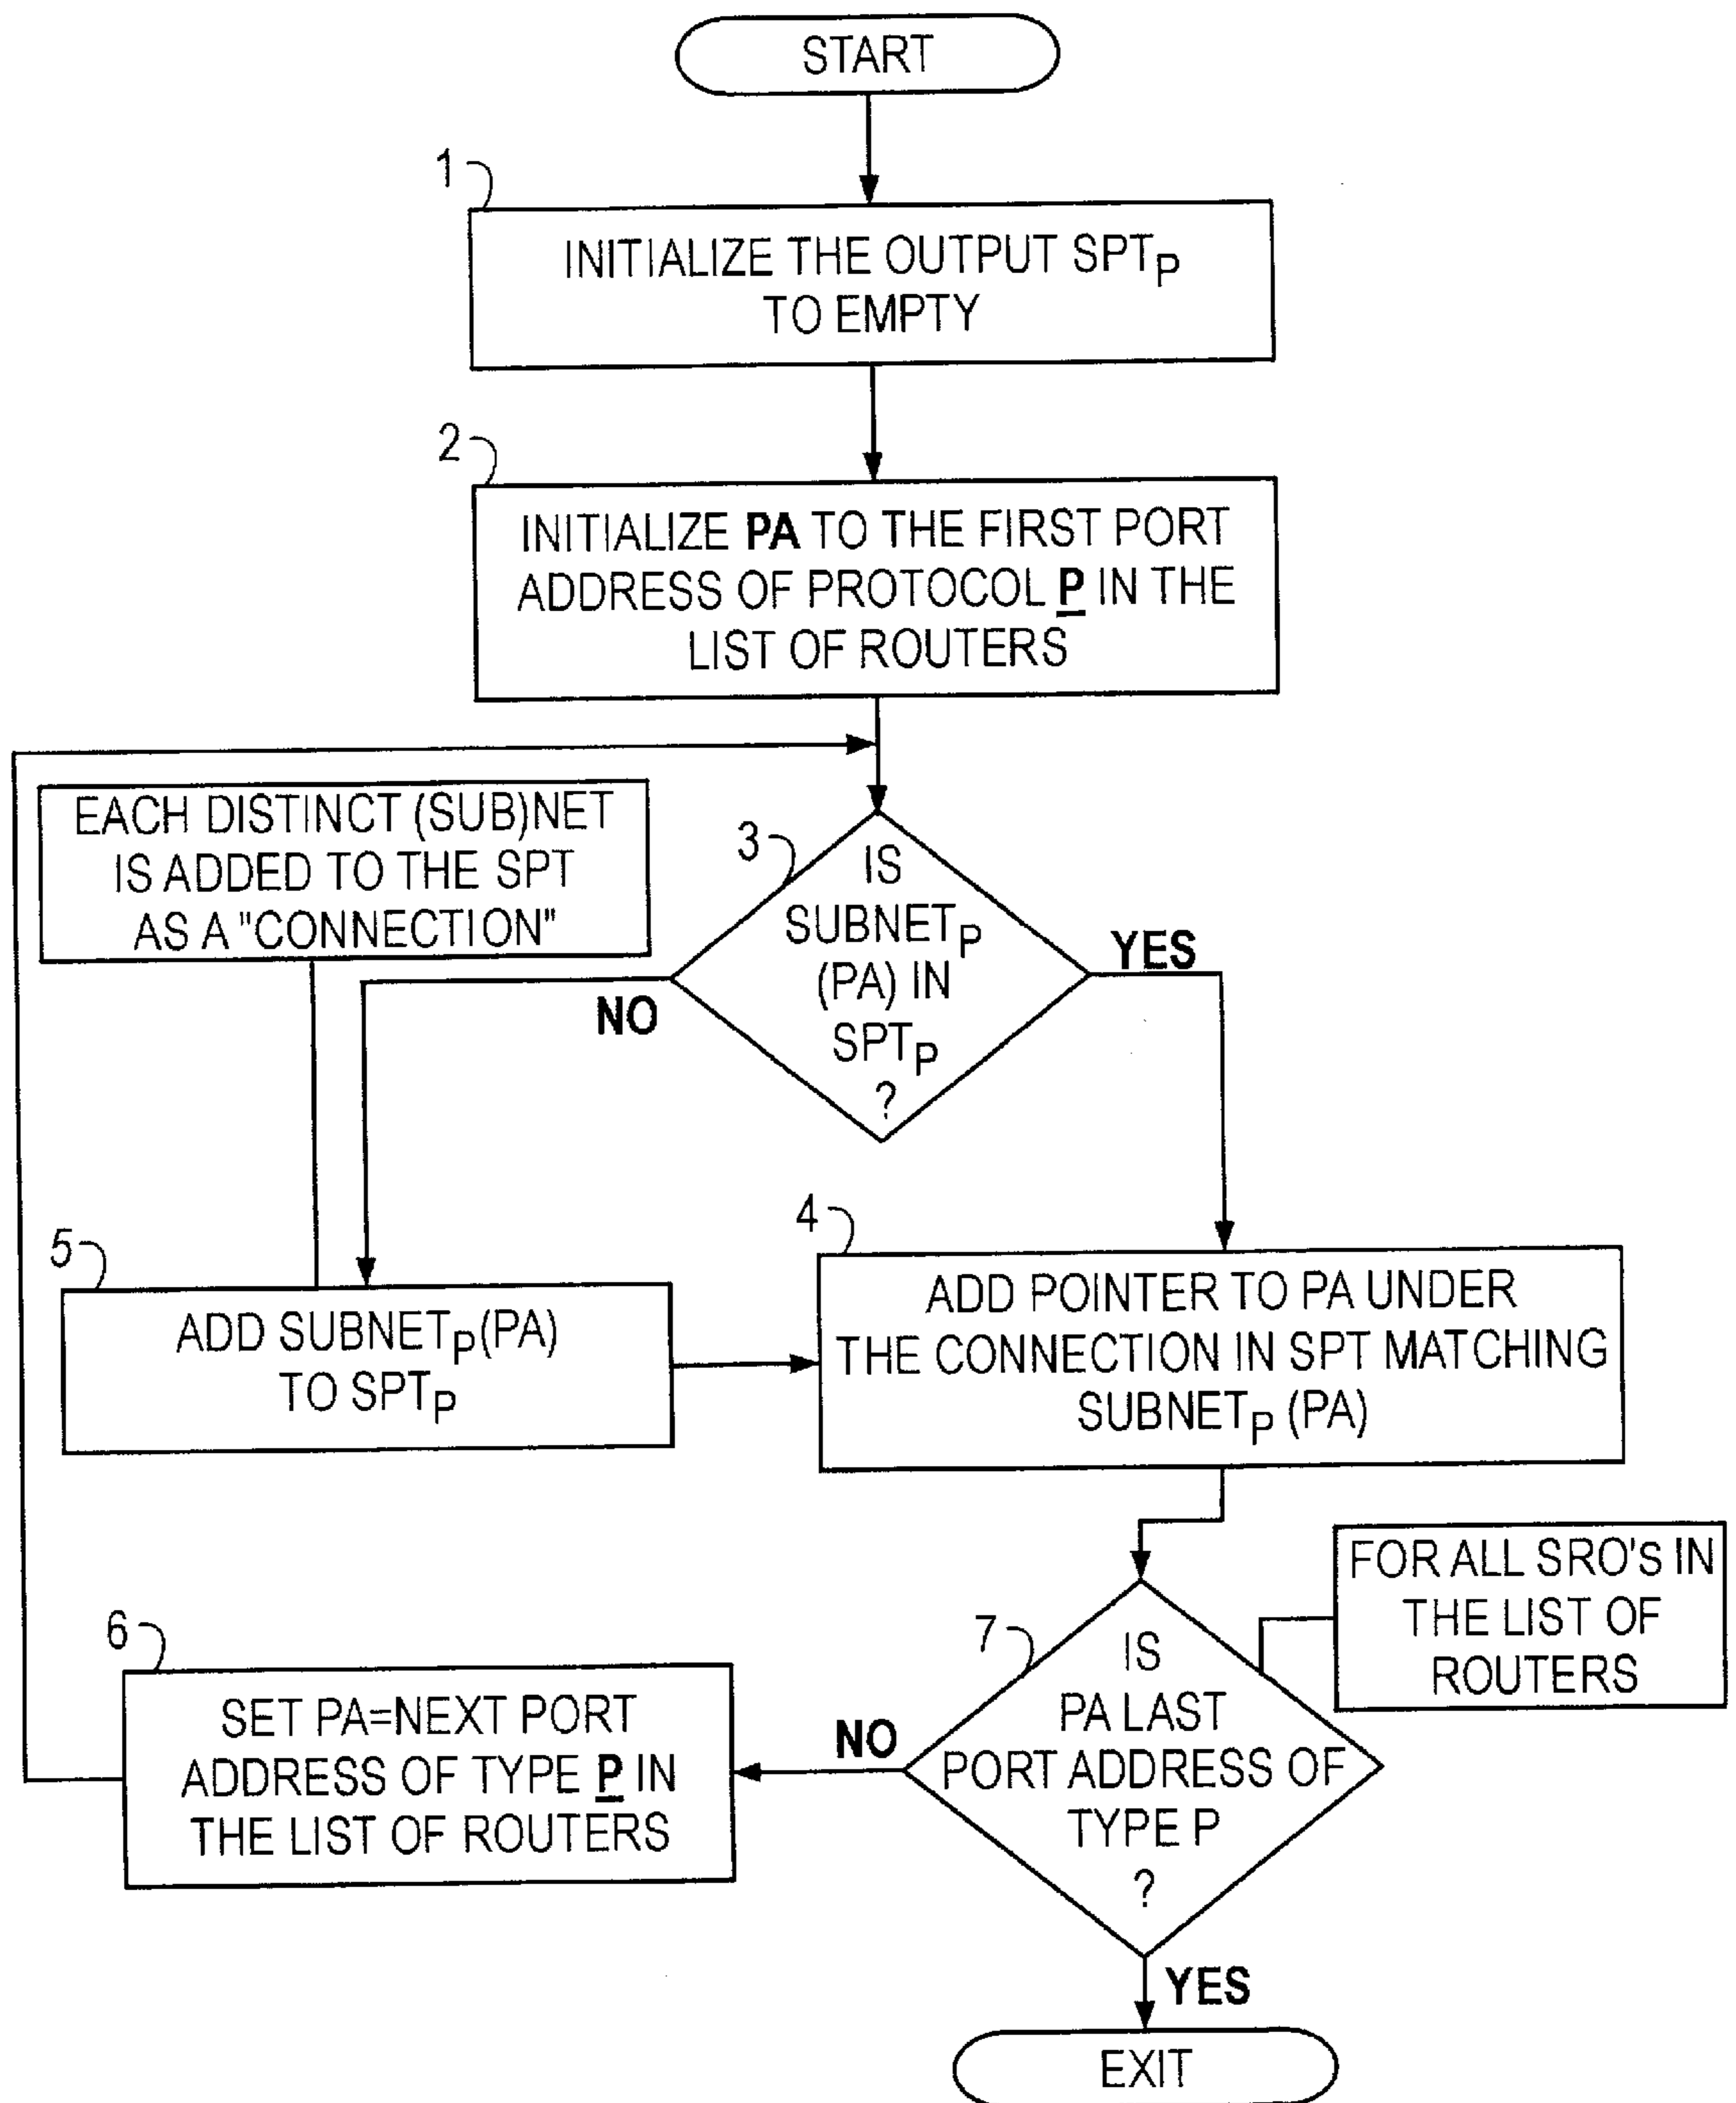 START
1
INITIALIZE THE OUTPUT SPTP
TO EMPTY
2
INITIALIZE PA TO THE FIRST PORT
ADDRESS OF PROTOCOL P IN THE
LIST OF ROUTERS
EACH DISTINCT (SUB)NET
IS ADDED TO THE SPT
AS A "CONNECTION"
3
IS
SUBNETP
(PA) IN
SPTP
?
YES
NO
5
ADD SUBNETP(PA)
TO SPTP
4
ADD POINTER TO PA UNDER
THE CONNECTION IN SPT MATCHING
SUBNETP (PA)
FOR ALL SRO's IN
THE LIST OF
ROUTERS
6
SET PA=NEXT PORT
ADDRESS OF TYPE P IN
THE LIST OF ROUTERS
NO
7
IS
PA LAST
PORT ADDRESS OF
TYPE P
?
YES
EXIT